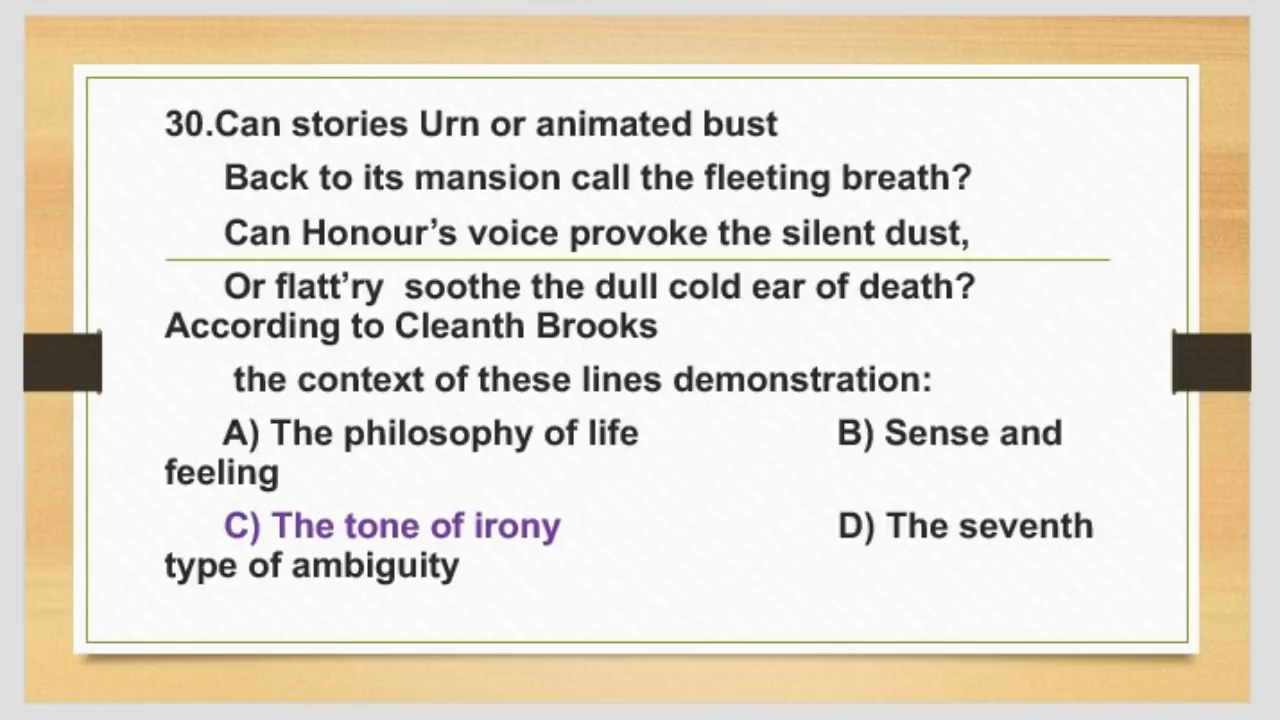 30.Can stories Urn or animated bust
Back to its mansion call the fleeting breath?
Can Honour’s voice provoke the silent dust,
Or flatt’ry  soothe the dull cold ear of death?
According to Cleanth Brooks
the context of these lines demonstration:
A) The philosophy of life B) Sense and
feeling
C) The tone of irony D) The seventh
type of ambiguity